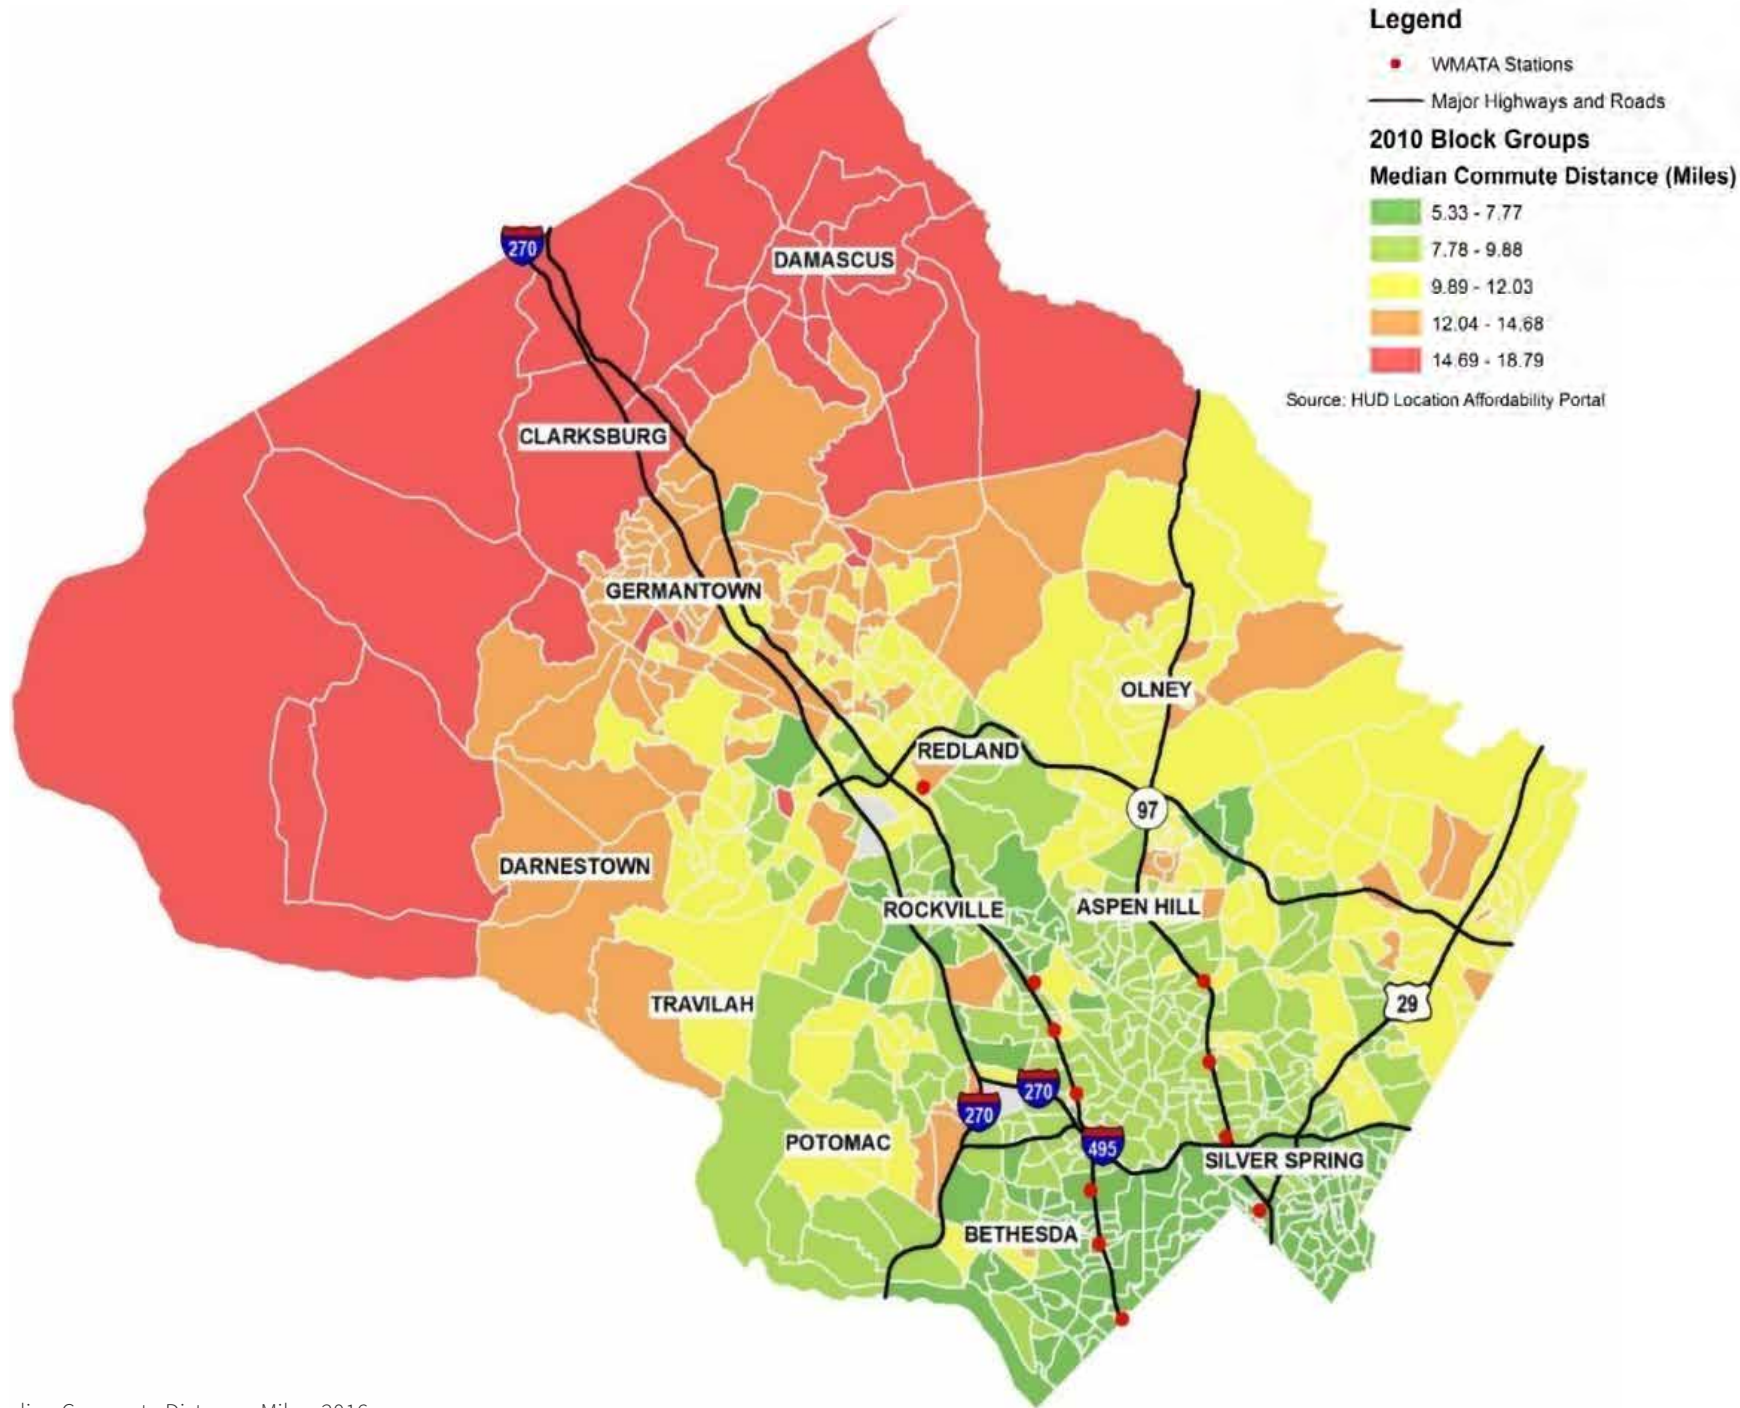 Legend
WMATA Stations
Major Highways and Roads
2010 Block Groups
Median Commute Distance (Miles)
5.33 - 7.77
7.78 - 9.88
9.89 - 12.03
12.04 - 14.68
14.69 - 18.79
Source: HUD Location Affordability Portal
270
DAMASCUS
CLARKSBURG
GERMANTOWN
OLNEY
REDLAND
97
DARNESTOWN
ROCKVILLE
ASPEN HILL
TRAVILAH
29
270
270
POTOMAC
495
SILVER SPRING
BETHESDA